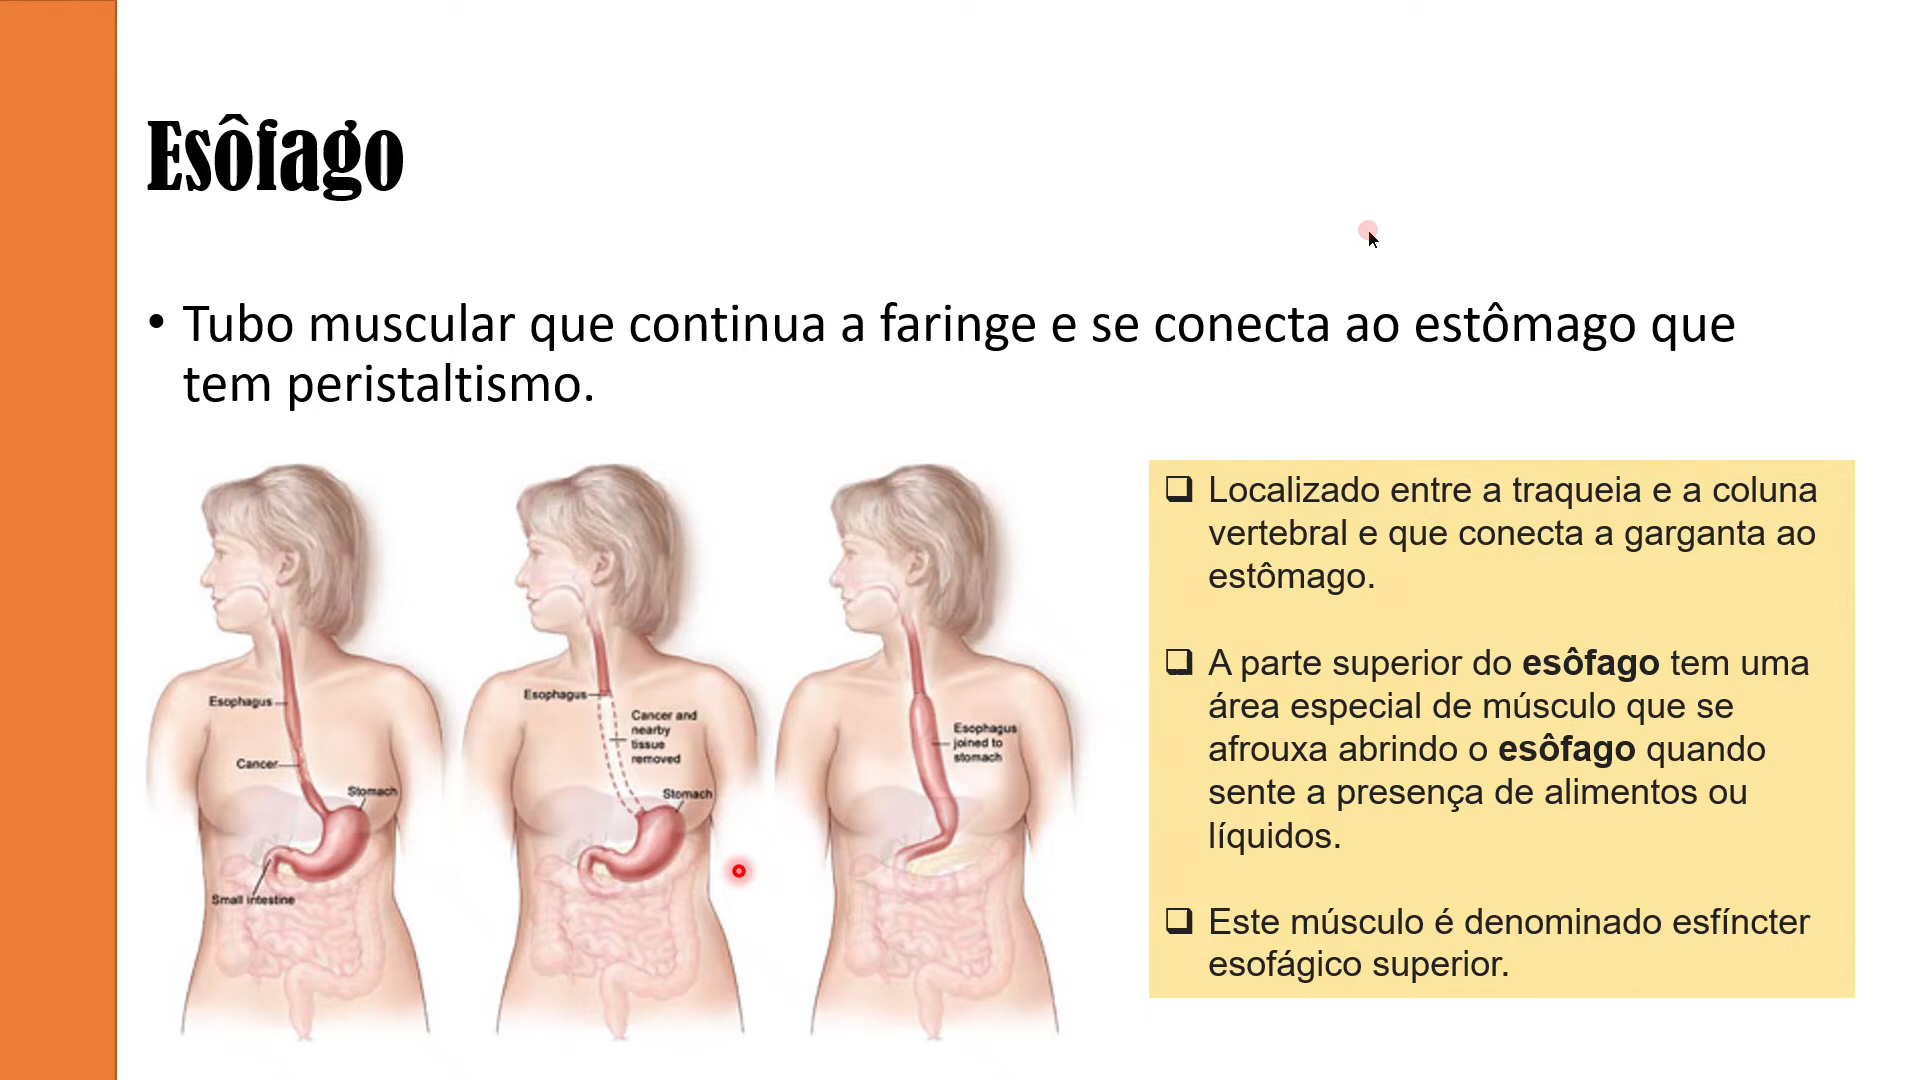 Esôfago
• Tubo muscular que continua a faringe e se conecta ao estômago que
tem peristaltismo.
Esophagus
Cancer
Stomach
Small intestine
Esophagus
Cancer and
nearby
tissue
removed
Stomach
Esophagus
joined to
stomach
❑ Localizado entre a traqueia e a coluna
vertebral e que conecta a garganta ao
estômago.
❑ A parte superior do esôfago tem uma
área especial de músculo que se
afrouxa abrindo o esôfago quando
sente a presença de alimentos ou
líquidos.
❑ Este músculo é denominado esfíncter
esofágico superior.